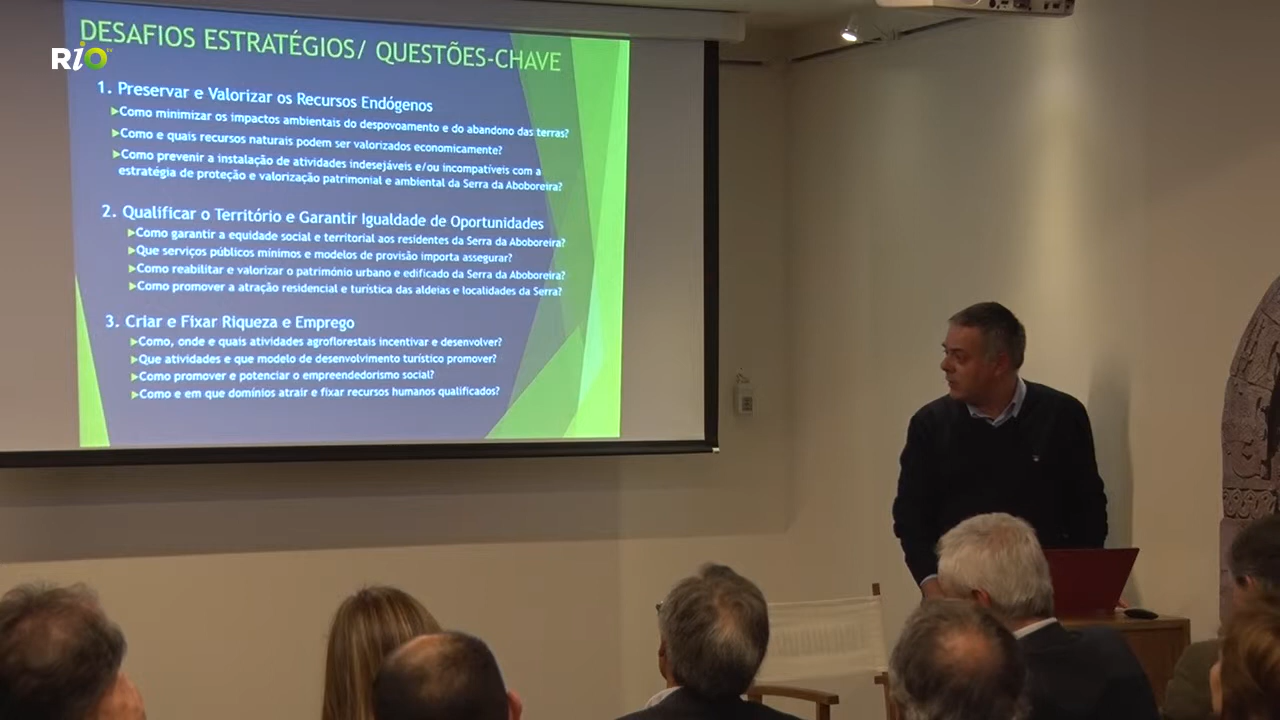 DESAFIOS ESTRATÉGIOS/ QUESTÕES-CHAVE
RiO
1. Preservar e Valorizar os Recursos Endógenos
Como minimizar os impactos ambientais do despovoamento e do abandono das terras?
Como e quais recursos naturais podem ser valorizados economicamente?
Como prevenir a instalação de atividades indesejáveis e/ou incompatíveis com a
estratégia de proteção e valorização patrimonial e ambiental da Serra da Aboboreira?
2. Qualificar o Território e Garantir Igualdade de Oportunidades
Como garantir a equidade social e territorial aos residentes da Serra da Aboboreira?
Que serviços públicos mínimos e modelos de provisão importa assegurar?
Como reabilitar e valorizar o património urbano e edificado da Serra da Aboboreira?
Como promover a atração residencial e turística das aldeias e localidades da Serra?
3. Criar e Fixar Riqueza e Emprego
Como, onde e quais atividades agroflorestais incentivar e desenvolver?
Que atividades e que modelo de desenvolvimento turístico promover?
Como promover e potenciar o empreendedorismo social?
Como e em que domínios atrair e fixar recursos humanos qualificados?